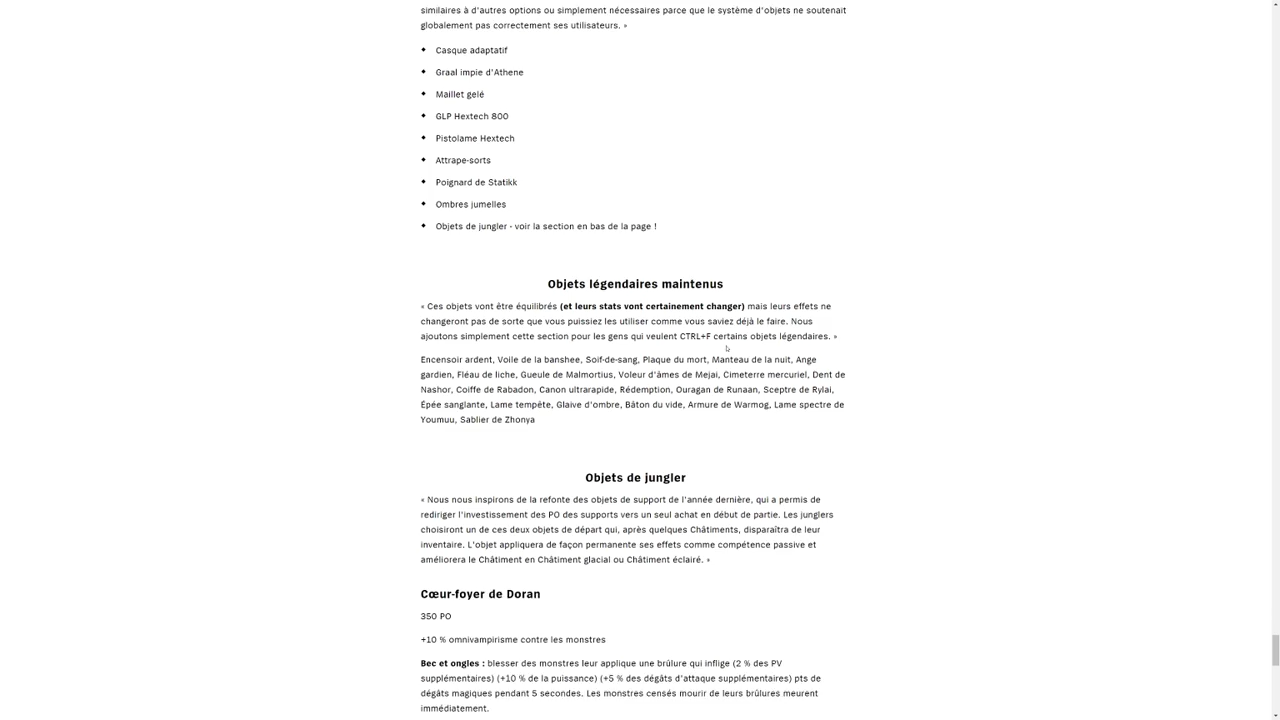 similaires à d'autres options ou simplement nécessaires parce que le système d'objets ne soutenait
globalement pas correctement ses utilisateurs. »
◆ Casque adaptatif
◆ Graal impie d'Athene
◆ Maillet gelé
◆ GLP Hextech 800
◆ Pistolame Hextech
◆ Attrape-sorts
◆ Poignard de Statikk
◆ Ombres jumelles
◆ Objets de jungler - voir la section en bas de la page !
Objets légendaires maintenus
« Ces objets vont être équilibrés (et leurs stats vont certainement changer) mais leurs effets ne
changeront pas de sorte que vous puissiez les utiliser comme vous saviez déjà le faire. Nous
ajoutons simplement cette section pour les gens qui veulent CTRL+F certains objets légendaires. »
Encensoir ardent, Voile de la banshee, Soif-de-sang, Plaque du mort, Manteau de la nuit, Ange
gardien, Fléau de liche, Gueule de Malmortius, Voleur d'âmes de Mejai, Cimeterre mercuriel, Dent de
Nashor, Coiffe de Rabadon, Canon ultrarapide, Rédemption, Ouragan de Runaan, Sceptre de Rylai,
Épée sanglante, Lame tempête, Glaive d'ombre, Bâton du vide, Armure de Warmog, Lame spectre de
Youmuu, Sablier de Zhonya
Objets de jungler
« Nous nous inspirons de la refonte des objets de support de l'année dernière, qui a permis de
rediriger l'investissement des PO des supports vers un seul achat en début de partie. Les junglers
choisiront un de ces deux objets de départ qui, après quelques Châtiments, disparaîtra de leur
inventaire. L'objet appliquera de façon permanente ses effets comme compétence passive et
améliorera le Châtiment en Châtiment glacial ou Châtiment éclairé. »
Cœur-foyer de Doran
350 PO
+10 % omnivampirisme contre les monstres
Bec et ongles : blesser des monstres leur applique une brûlure qui inflige (2 % des PV
supplémentaires) (+10 % de la puissance) (+5 % des dégâts d'attaque supplémentaires) pts de
dégâts magiques pendant 5 secondes. Les monstres censés mourir de leurs brûlures meurent
immédiatement.